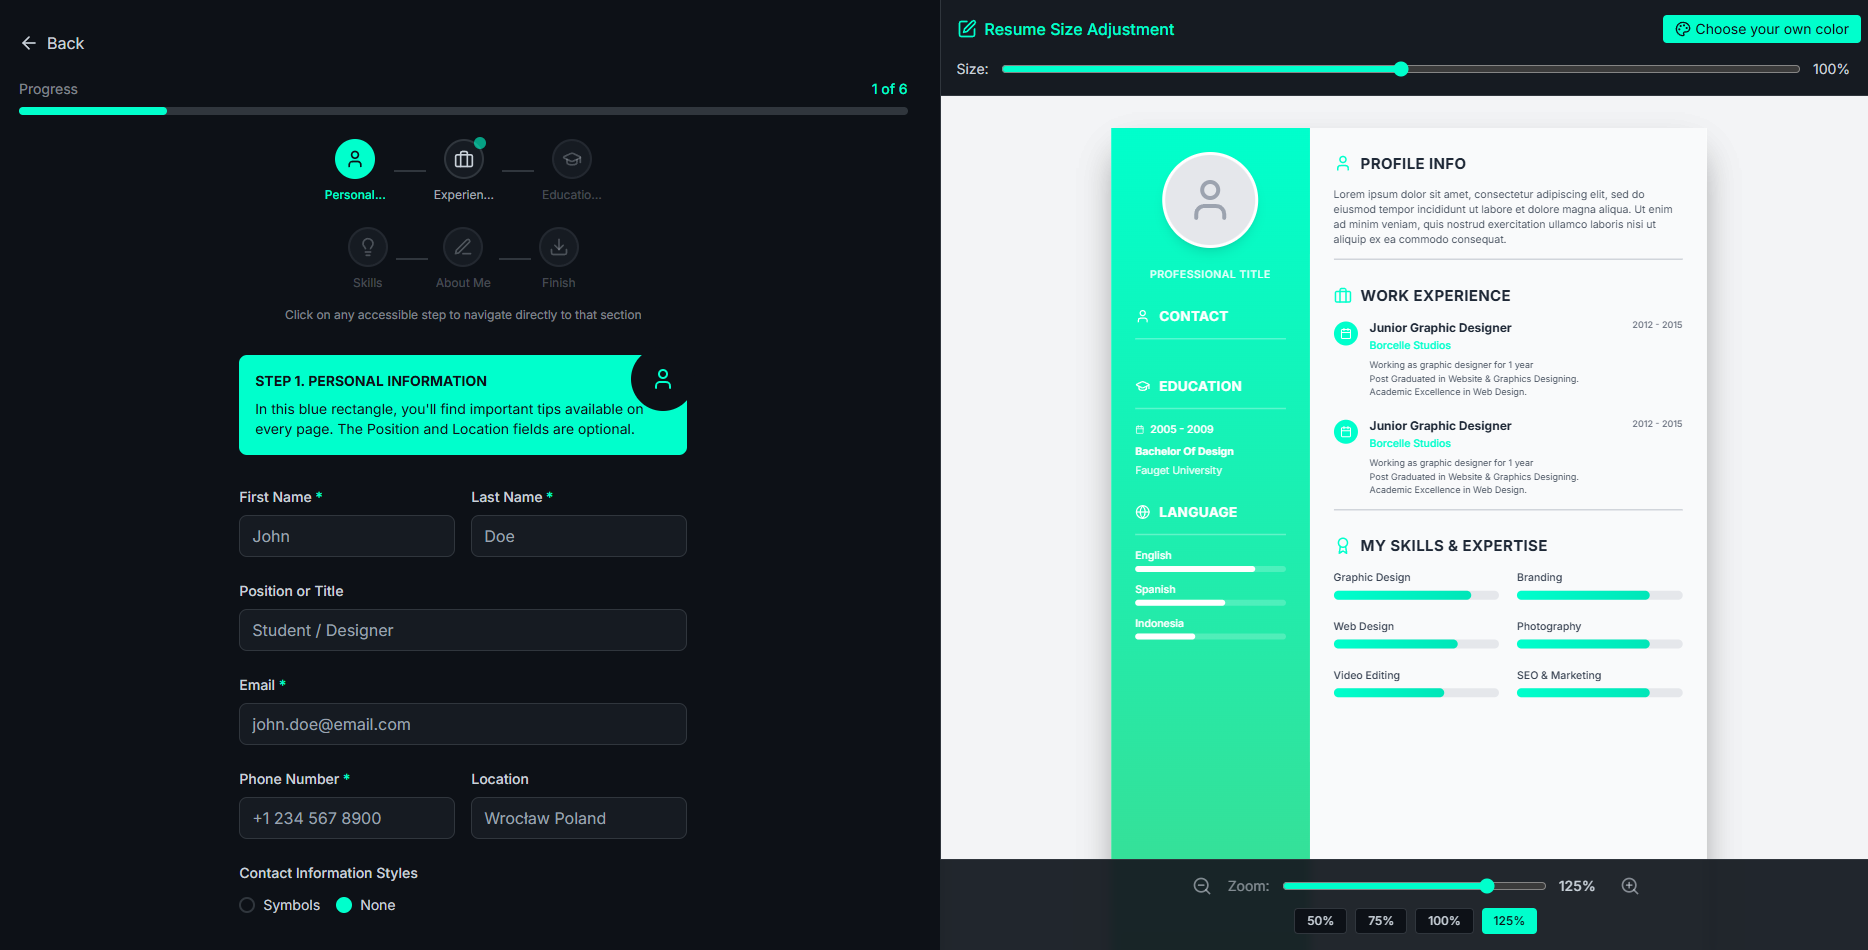 Back
Progress
1 of 6
Personal...
Experien...
Educatio...
Skills
About Me
Finish
Click on any accessible step to navigate directly to that section
STEP 1. PERSONAL INFORMATION
In this blue rectangle, you'll find important tips available on
every page. The Position and Location fields are optional.
First Name *
Last Name *
John
Doe
Position or Title
Student / Designer
Email *
john.doe@email.com
Phone Number *
Location
+1 234 567 8900
Wrocław Poland
Contact Information Styles
Symbols
None
Resume Size Adjustment
Choose your own color
Size:
100%
PROFESSIONAL TITLE
CONTACT
EDUCATION
2005 - 2009
Bachelor Of Design
Fauget University
LANGUAGE
English
Spanish
Indonesia
PROFILE INFO
Lorem ipsum dolor sit amet, consectetur adipiscing elit, sed do
eiusmod tempor incididunt ut labore et dolore magna aliqua. Ut enim
ad minim veniam, quis nostrud exercitation ullamco laboris nisi ut
aliquip ex ea commodo consequat.
WORK EXPERIENCE
Junior Graphic Designer
2012 - 2015
Borcelle Studios
Working as graphic designer for 1 year
Post Graduated in Website & Graphics Designing.
Academic Excellence in Web Design.
Junior Graphic Designer
2012 - 2015
Borcelle Studios
Working as graphic designer for 1 year
Post Graduated in Website & Graphics Designing.
Academic Excellence in Web Design.
MY SKILLS & EXPERTISE
Graphic Design
Branding
Web Design
Photography
Video Editing
SEO & Marketing
Zoom:
125%
50%
75%
100%
125%